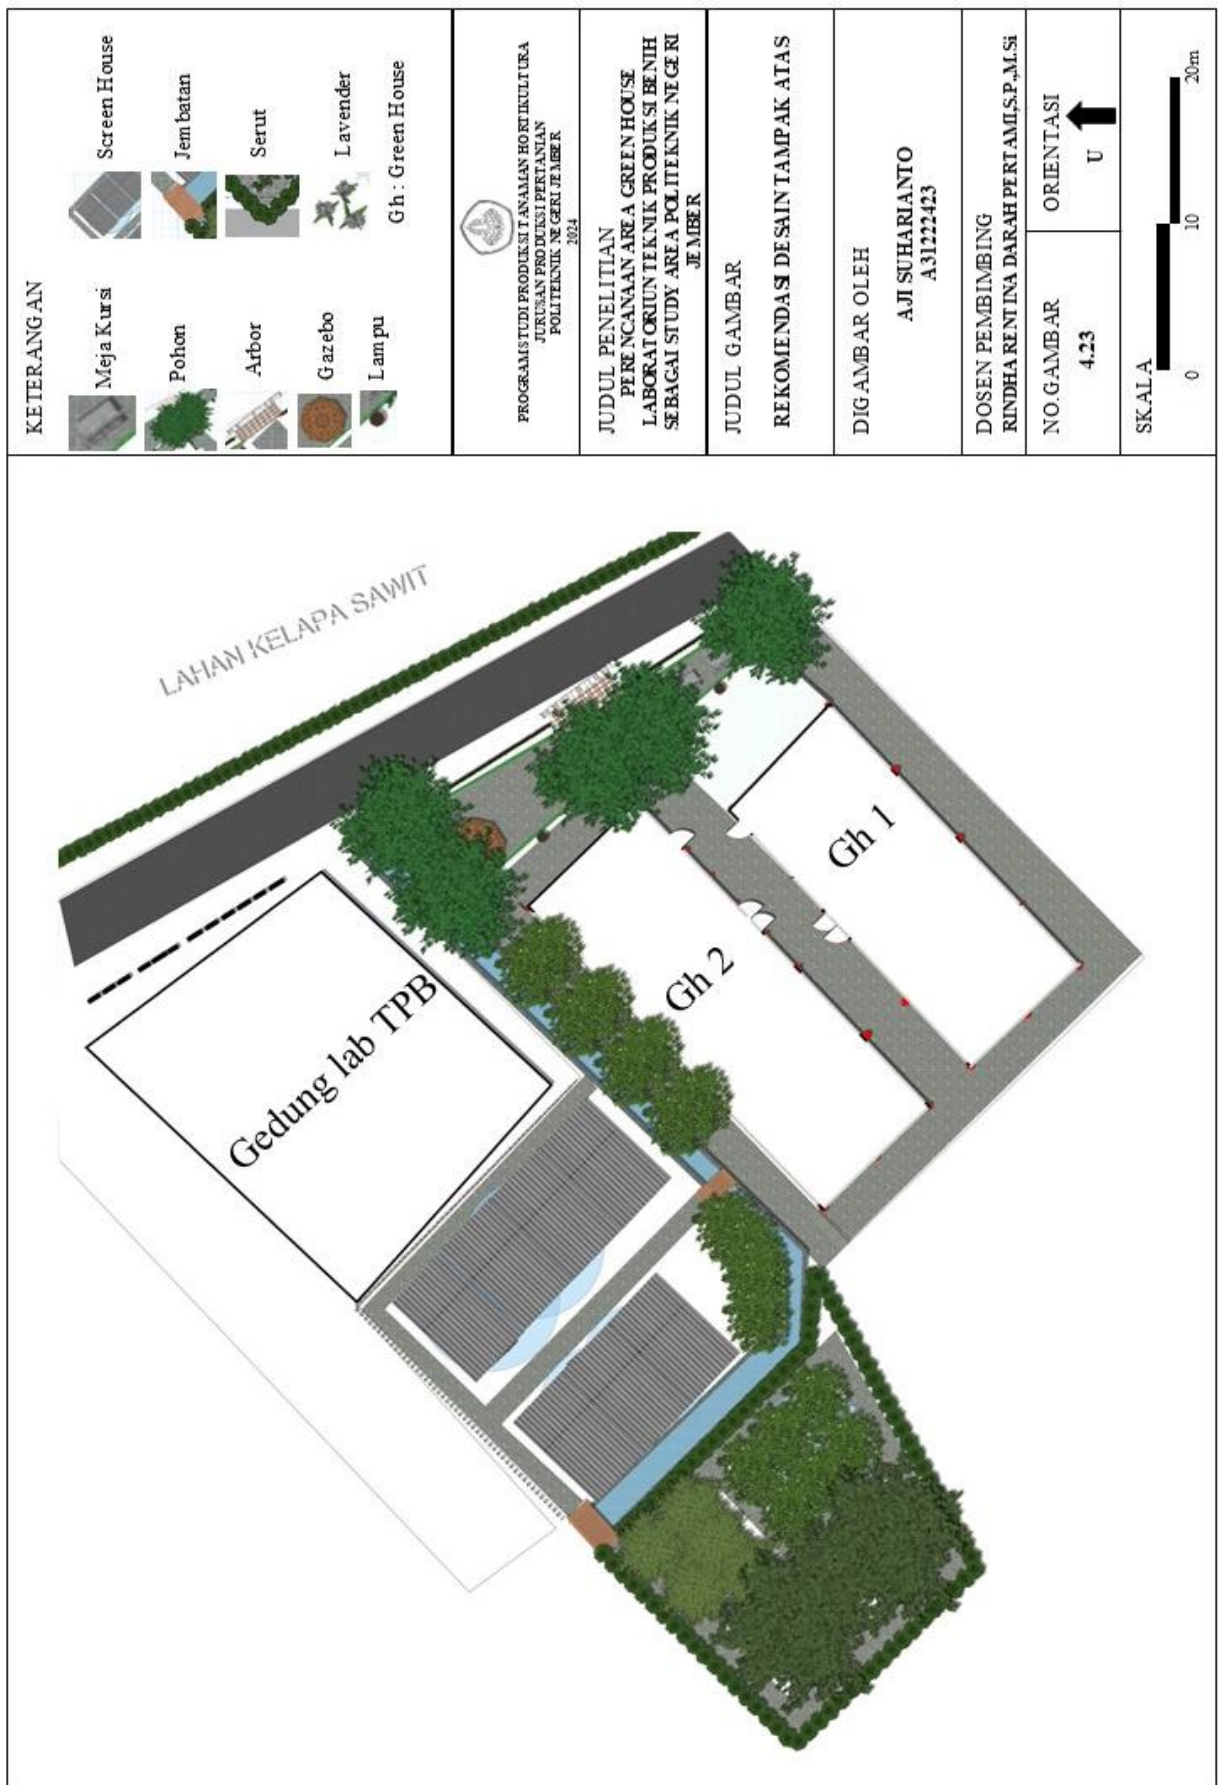 LAHAN KELAPA SAWIT
Gedung lab TPB
Gh 2
Gh 1
KETERANGAN
Meja Kursi
Screen House
Pohon
Jembatan
Arbor
Serut
Gazebo
Lavender
Lampu
Gh : Green House
PROGRAM STUDI PRODUKSI TANAMAN HORTIKULTURA
JURUSAN PRODUKSI PERTANIAN
POLITEKNIK NEGERI JEMBER
2024
JUDUL PENELITIAN
PERENCANAAN AREA GREEN HOUSE
LABORATORIUN TEKNIK PRODUKSI BENIH
SEBAGAI STUDY AREA POLITEKNIK NEGERI
JEMBER
JUDUL GAMBAR
REKOMENDASI DESAIN TAMPAK ATAS
DIGAMBAR OLEH
AJI SUHARIANTO
A31222423
DOSEN PEMBIMBING
RINDHA RENTINA DARAH PERTAMI,S.P.,M.Si
NO.GAMBAR
4.23
ORIENTASI
U
SKALA
0 10 20m